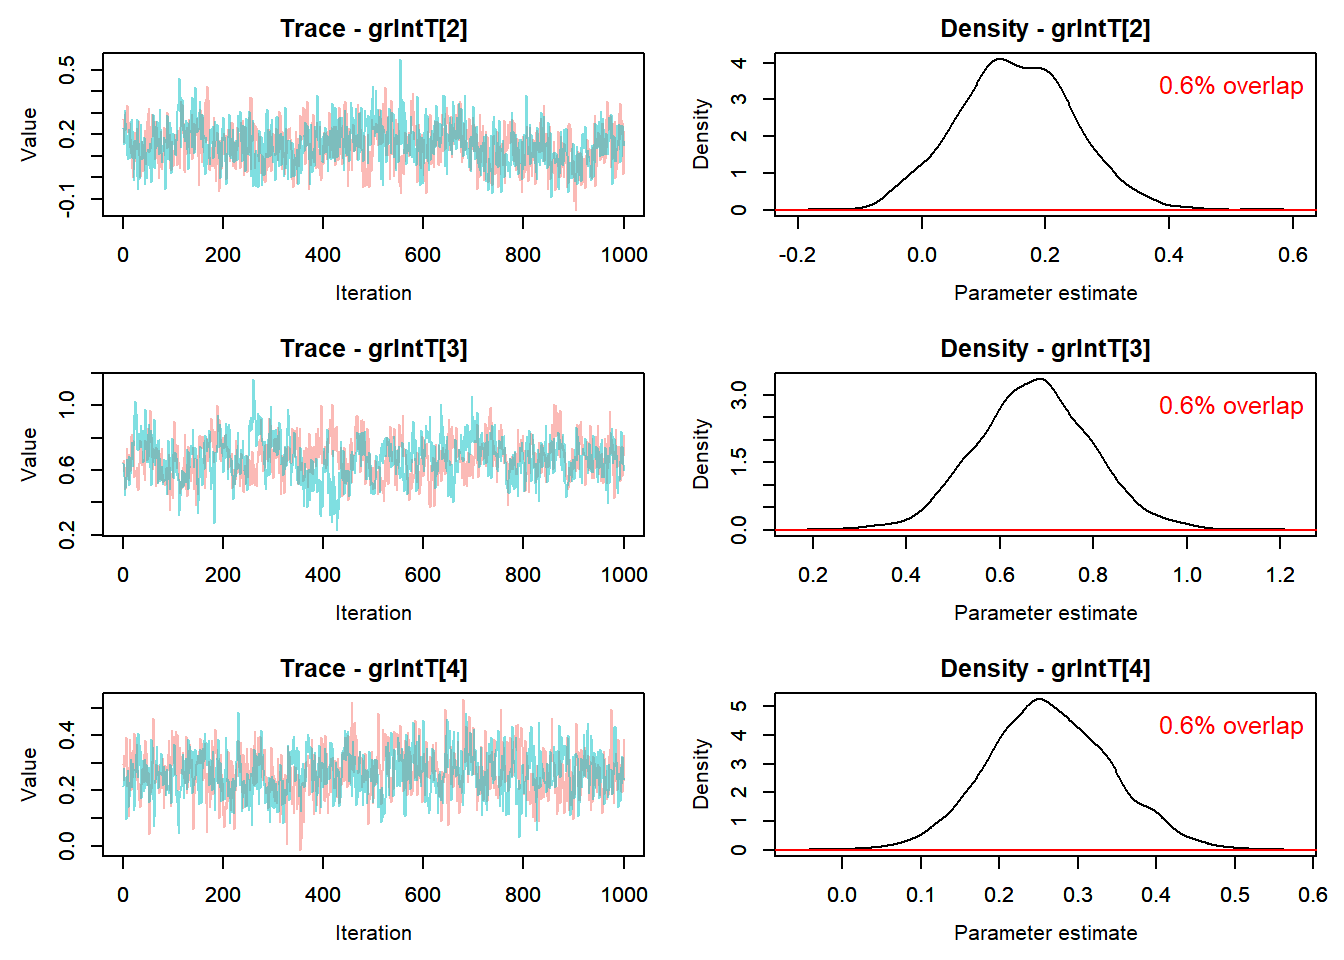 Trace - grIntT[2]
Value
0.5
0.2
-0.1
0 200 400 600 800 1000
Iteration
Density - grIntT[2]
0.6% overlap
Density
4
3
2
1
0
-0.2 0.0 0.2 0.4 0.6
Parameter estimate
Trace - grIntT[3]
Value
1.0
0.6
0.2
0 200 400 600 800 1000
Iteration
Density - grIntT[3]
0.6% overlap
Density
3.0
1.5
0.0
0.2 0.4 0.6 0.8 1.0 1.2
Parameter estimate
Trace - grIntT[4]
Value
0.4
0.2
0.0
0 200 400 600 800 1000
Iteration
Density - grIntT[4]
0.6% overlap
Density
5
4
3
2
1
0
0.0 0.1 0.2 0.3 0.4 0.5 0.6
Parameter estimate